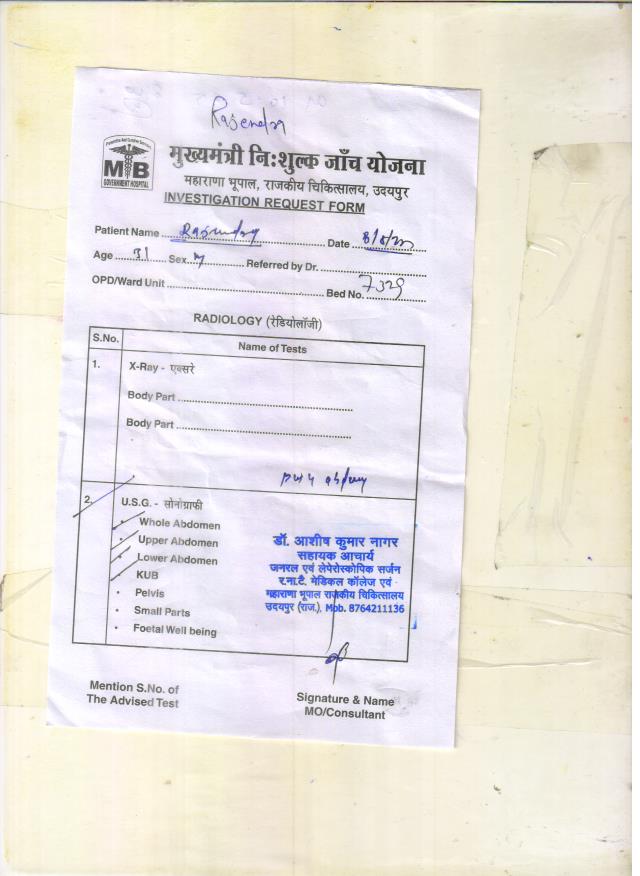 Rajendra
MB
GOVERNMENT HOSPITAL
मुख्यमंत्री निःशुल्क जाँच योजना
महाराणा भूपाल, राजकीय चिकित्सालय, उदयपुर
INVESTIGATION REQUEST FORM
Patient Name Rajendra Date
Age 31 Sex M Referred by Dr.
OPD/Ward Unit Bed No. 7329
RADIOLOGY (रेडियोलॉजी)
S.No. Name of Tests
1. X-Ray - एक्सरे
Body Part
Body Part
2. U.S.G. - सोनोग्राफी
• Whole Abdomen
• Upper Abdomen
• Lower Abdomen
• KUB
• Pelvis
• Small Parts
• Foetal Well being
डॉ. आशीष कुमार नागर
सहायक आचार्य
जनरल एवं लेपेरोस्कोपिक सर्जन
र.ना.टै. मेडिकल कॉलेज एवं
महाराणा भूपाल राजकीय चिकित्सालय
उदयपुर (राज.). Mob. 8764211136
Mention S.No. of
The Advised Test
Signature & Name
MO/Consultant